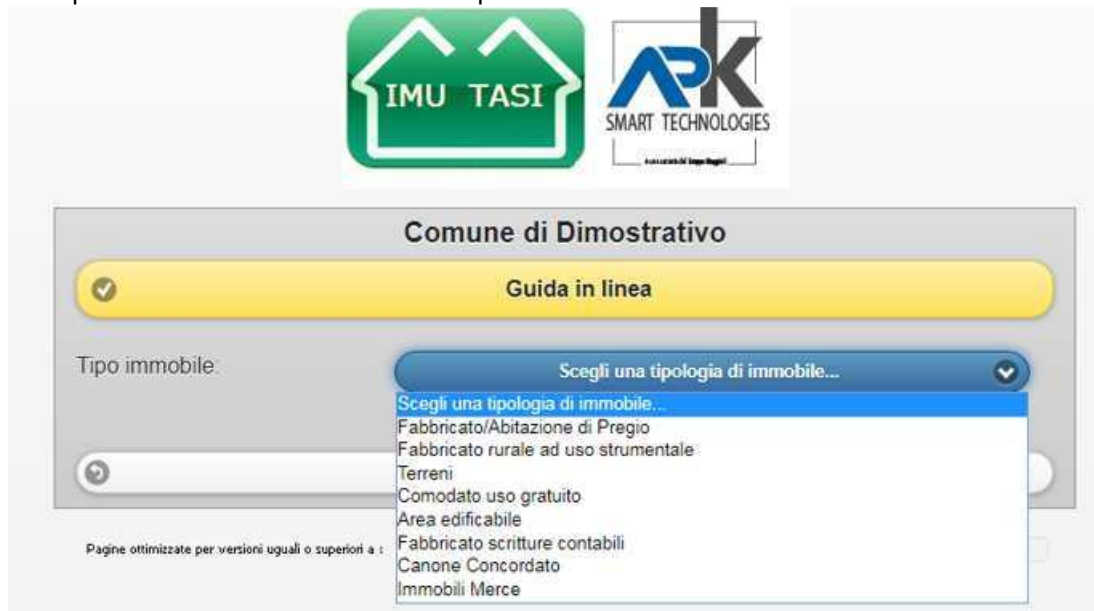 IMU TASI
APK
SMART TECHNOLOGIES
Comune di Dimostrativo
Guida in linea
Tipo immobile:
Scegli una tipologia di immobile...
Scegli una tipologia di immobile...
Fabbricato/Abitazione di Pregio
Fabbricato rurale ad uso strumentale
Terreni
Comodato uso gratuito
Area edificabile
Fabbricato scritture contabili
Canone Concordato
Immobili Merce
Pagine ottimizzate per versioni uguali o superiori a :